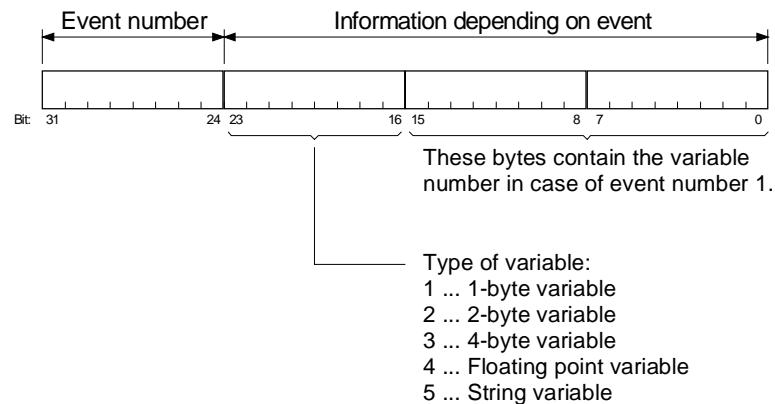 Event number Information depending on event
Bit: 31 24 23 16 15 8 7 0
These bytes contain the variable
number in case of event number 1.
Type of variable:
1 ... 1-byte variable
2 ... 2-byte variable
3 ... 4-byte variable
4 ... Floating point variable
5 ... String variable